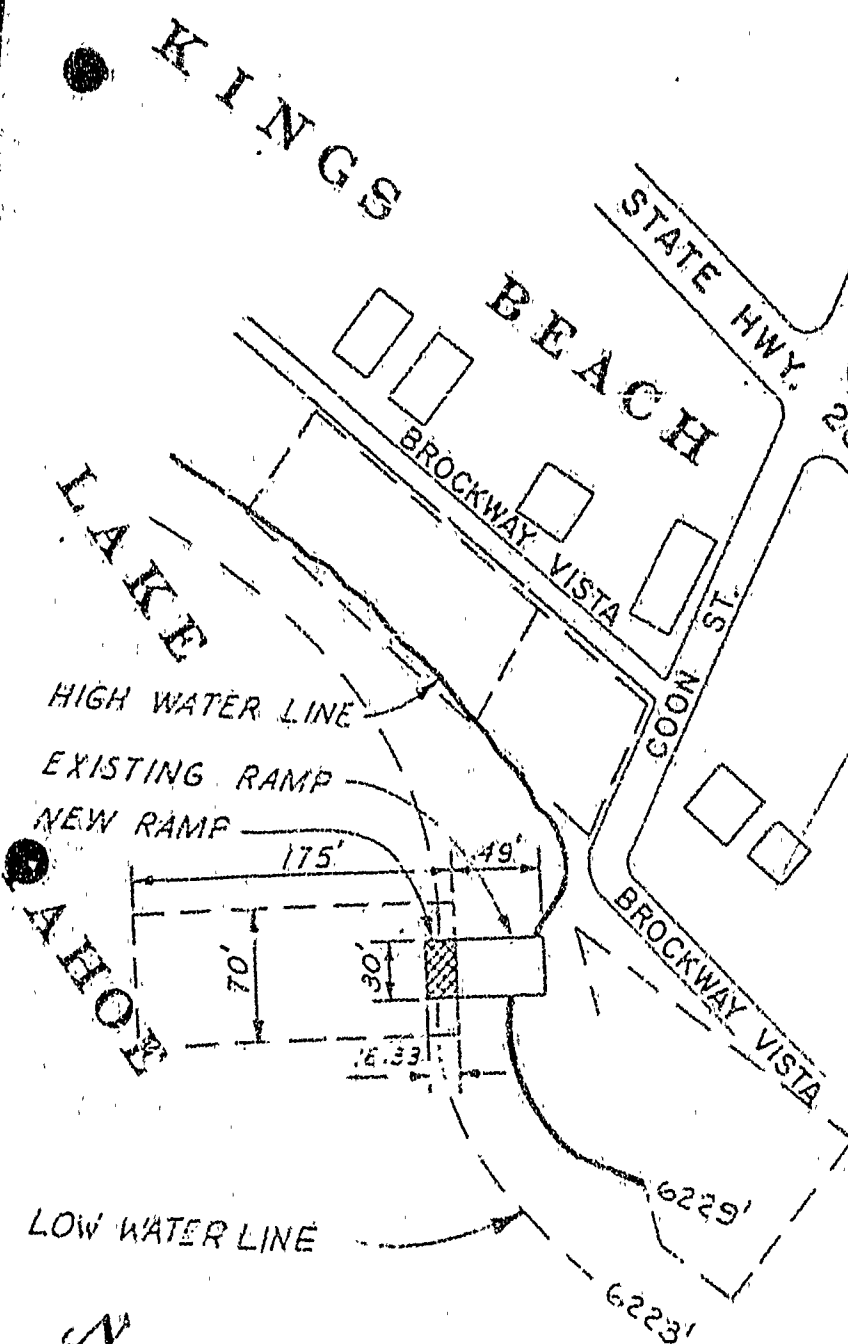 KINGS
BEACH
STATE HWY.
BROCKWAY VISTA
COON ST.
LAKE
HIGH WATER LINE
EXISTING RAMP
NEW RAMP
175'
49'
AHOE
70'
30'
BROCKWAY VISTA
6229'
LOW WATER LINE
6223'